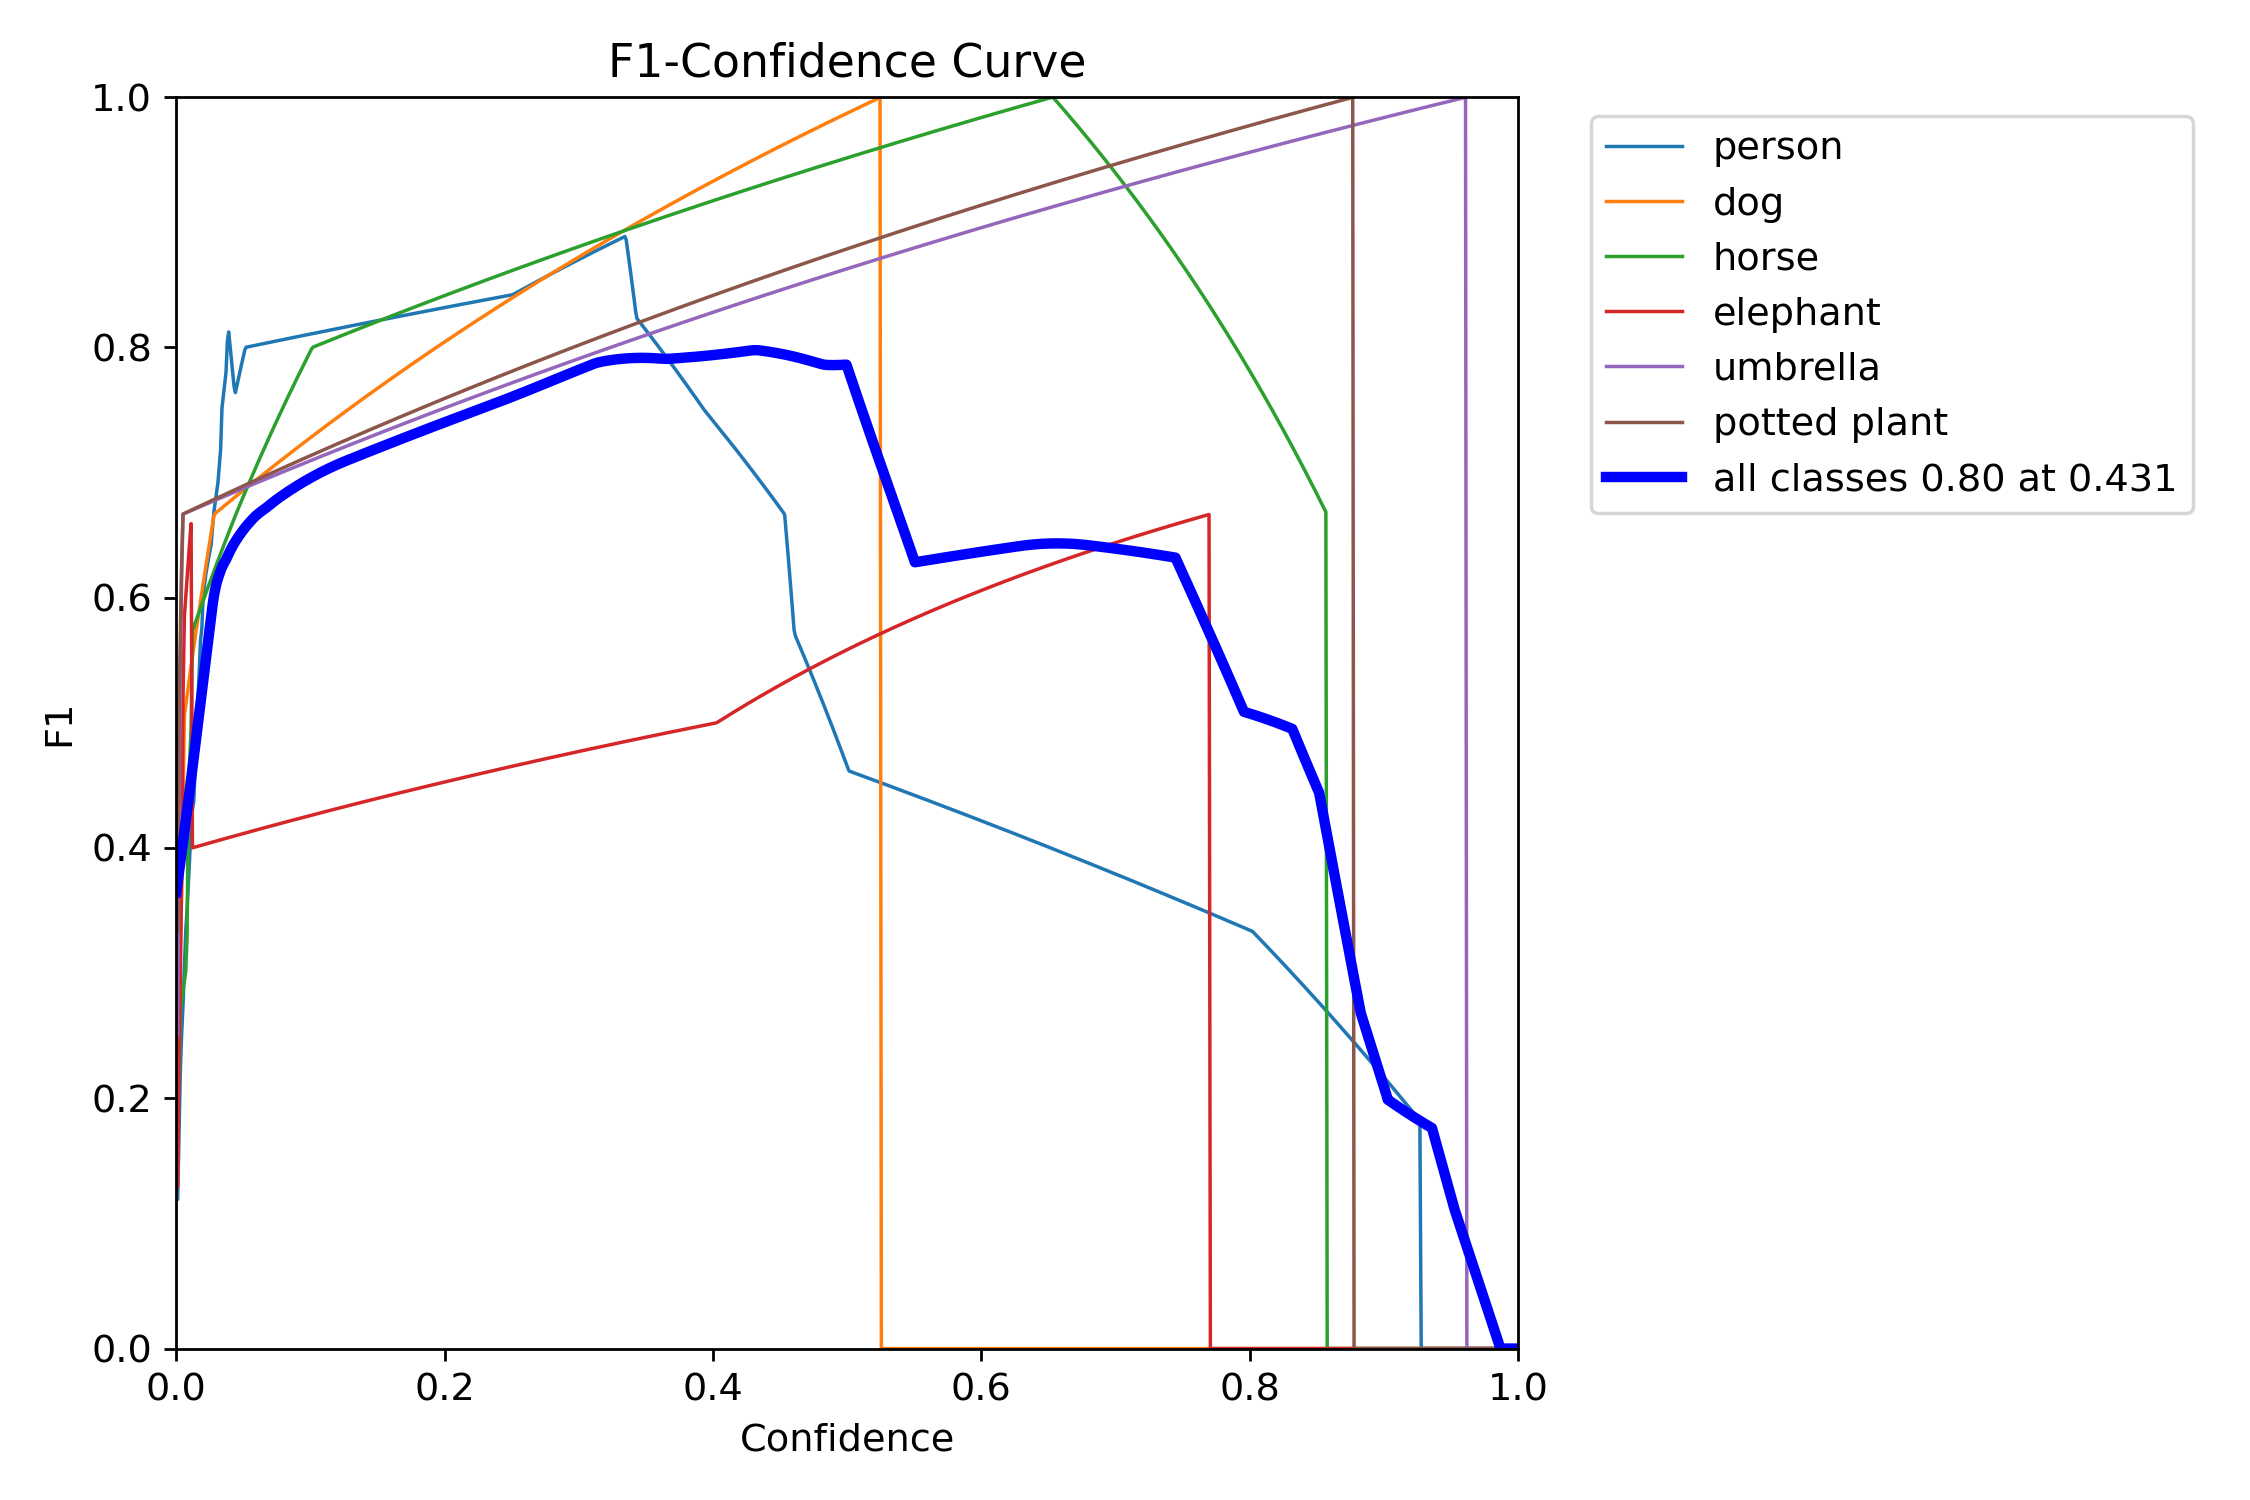 F1-Confidence Curve
1.0
0.8
0.6
0.4
0.2
0.0
F1
0.0 0.2 0.4 0.6 0.8 1.0
Confidence
person
dog
horse
elephant
umbrella
potted plant
all classes 0.80 at 0.431